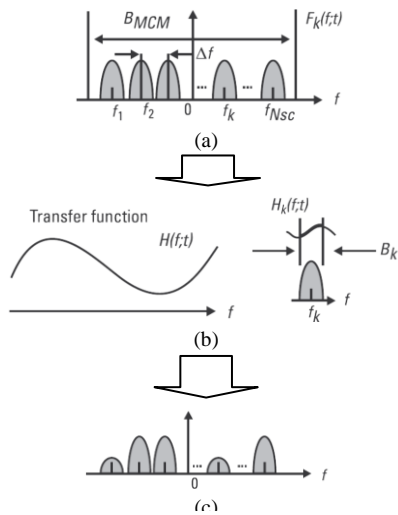 B_MCM F_k(f;t)
Δf
f_1 f_2 0 ... f_k ... f_Nsc f
(a)
Transfer function H(f;t) f
H_k(f;t)
B_k
f_k f
(b)
... ... f
0
(c)